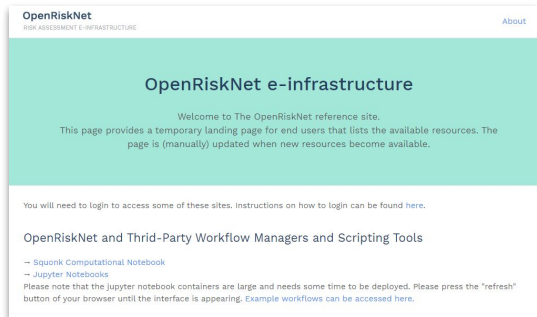 OpenRiskNet
RISK ASSESSMENT E-INFRASTRUCTURE
About
OpenRiskNet e-infrastructure
Welcome to The OpenRiskNet reference site.
This page provides a temporary landing page for end users that lists the available resources. The
page is (manually) updated when new resources become available.
You will need to login to access some of these sites. Instructions on how to login can be found here.
OpenRiskNet and Thrid-Party Workflow Managers and Scripting Tools
→ Squonk Computational Notebook
→ Jupyter Notebooks
Please note that the jupyter notebook containers are large and needs some time to be deployed. Please press the "refresh"
button of your browser until the interface is appearing. Example workflows can be accessed here.